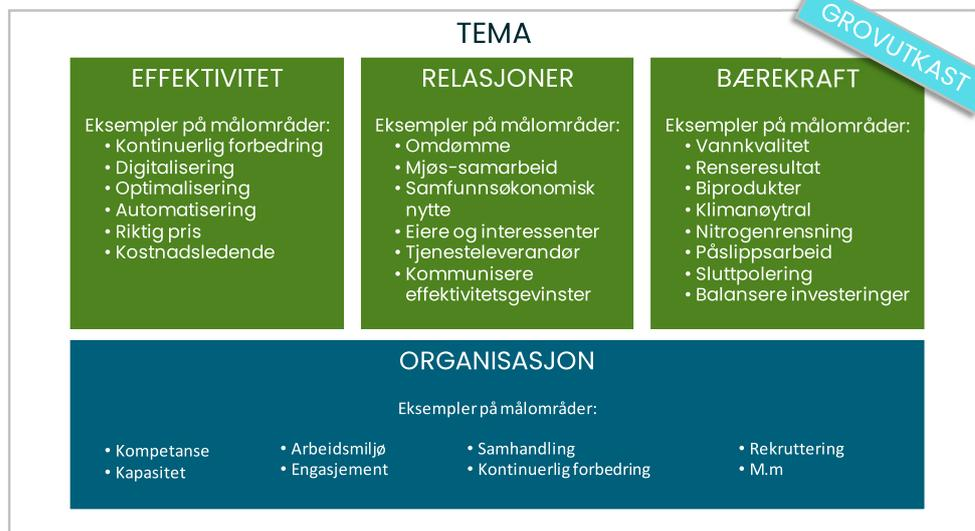 TEMA
GROVUTKAST
EFFEKTIVITET
Eksempler på målområder:
• Kontinuerlig forbedring
• Digitalisering
• Optimalisering
• Automatisering
• Riktig pris
• Kostnadsledende
RELASJONER
Eksempler på målområder:
• Omdømme
• Mjøs-samarbeid
• Samfunnsøkonomisk
nytte
• Eiere og interessenter
• Tjenesteleverandør
• Kommunisere
effektivitetsgevinster
BÆREKRAFT
Eksempler på målområder:
• Vannkvalitet
• Renseresultat
• Biprodukter
• Klimanøytral
• Nitrogenrensning
• Påslippsarbeid
• Sluttpolering
• Balansere investeringer
ORGANISASJON
Eksempler på målområder:
• Kompetanse
• Kapasitet
• Arbeidsmiljø
• Engasjement
• Samhandling
• Kontinuerlig forbedring
• Rekruttering
• M.m